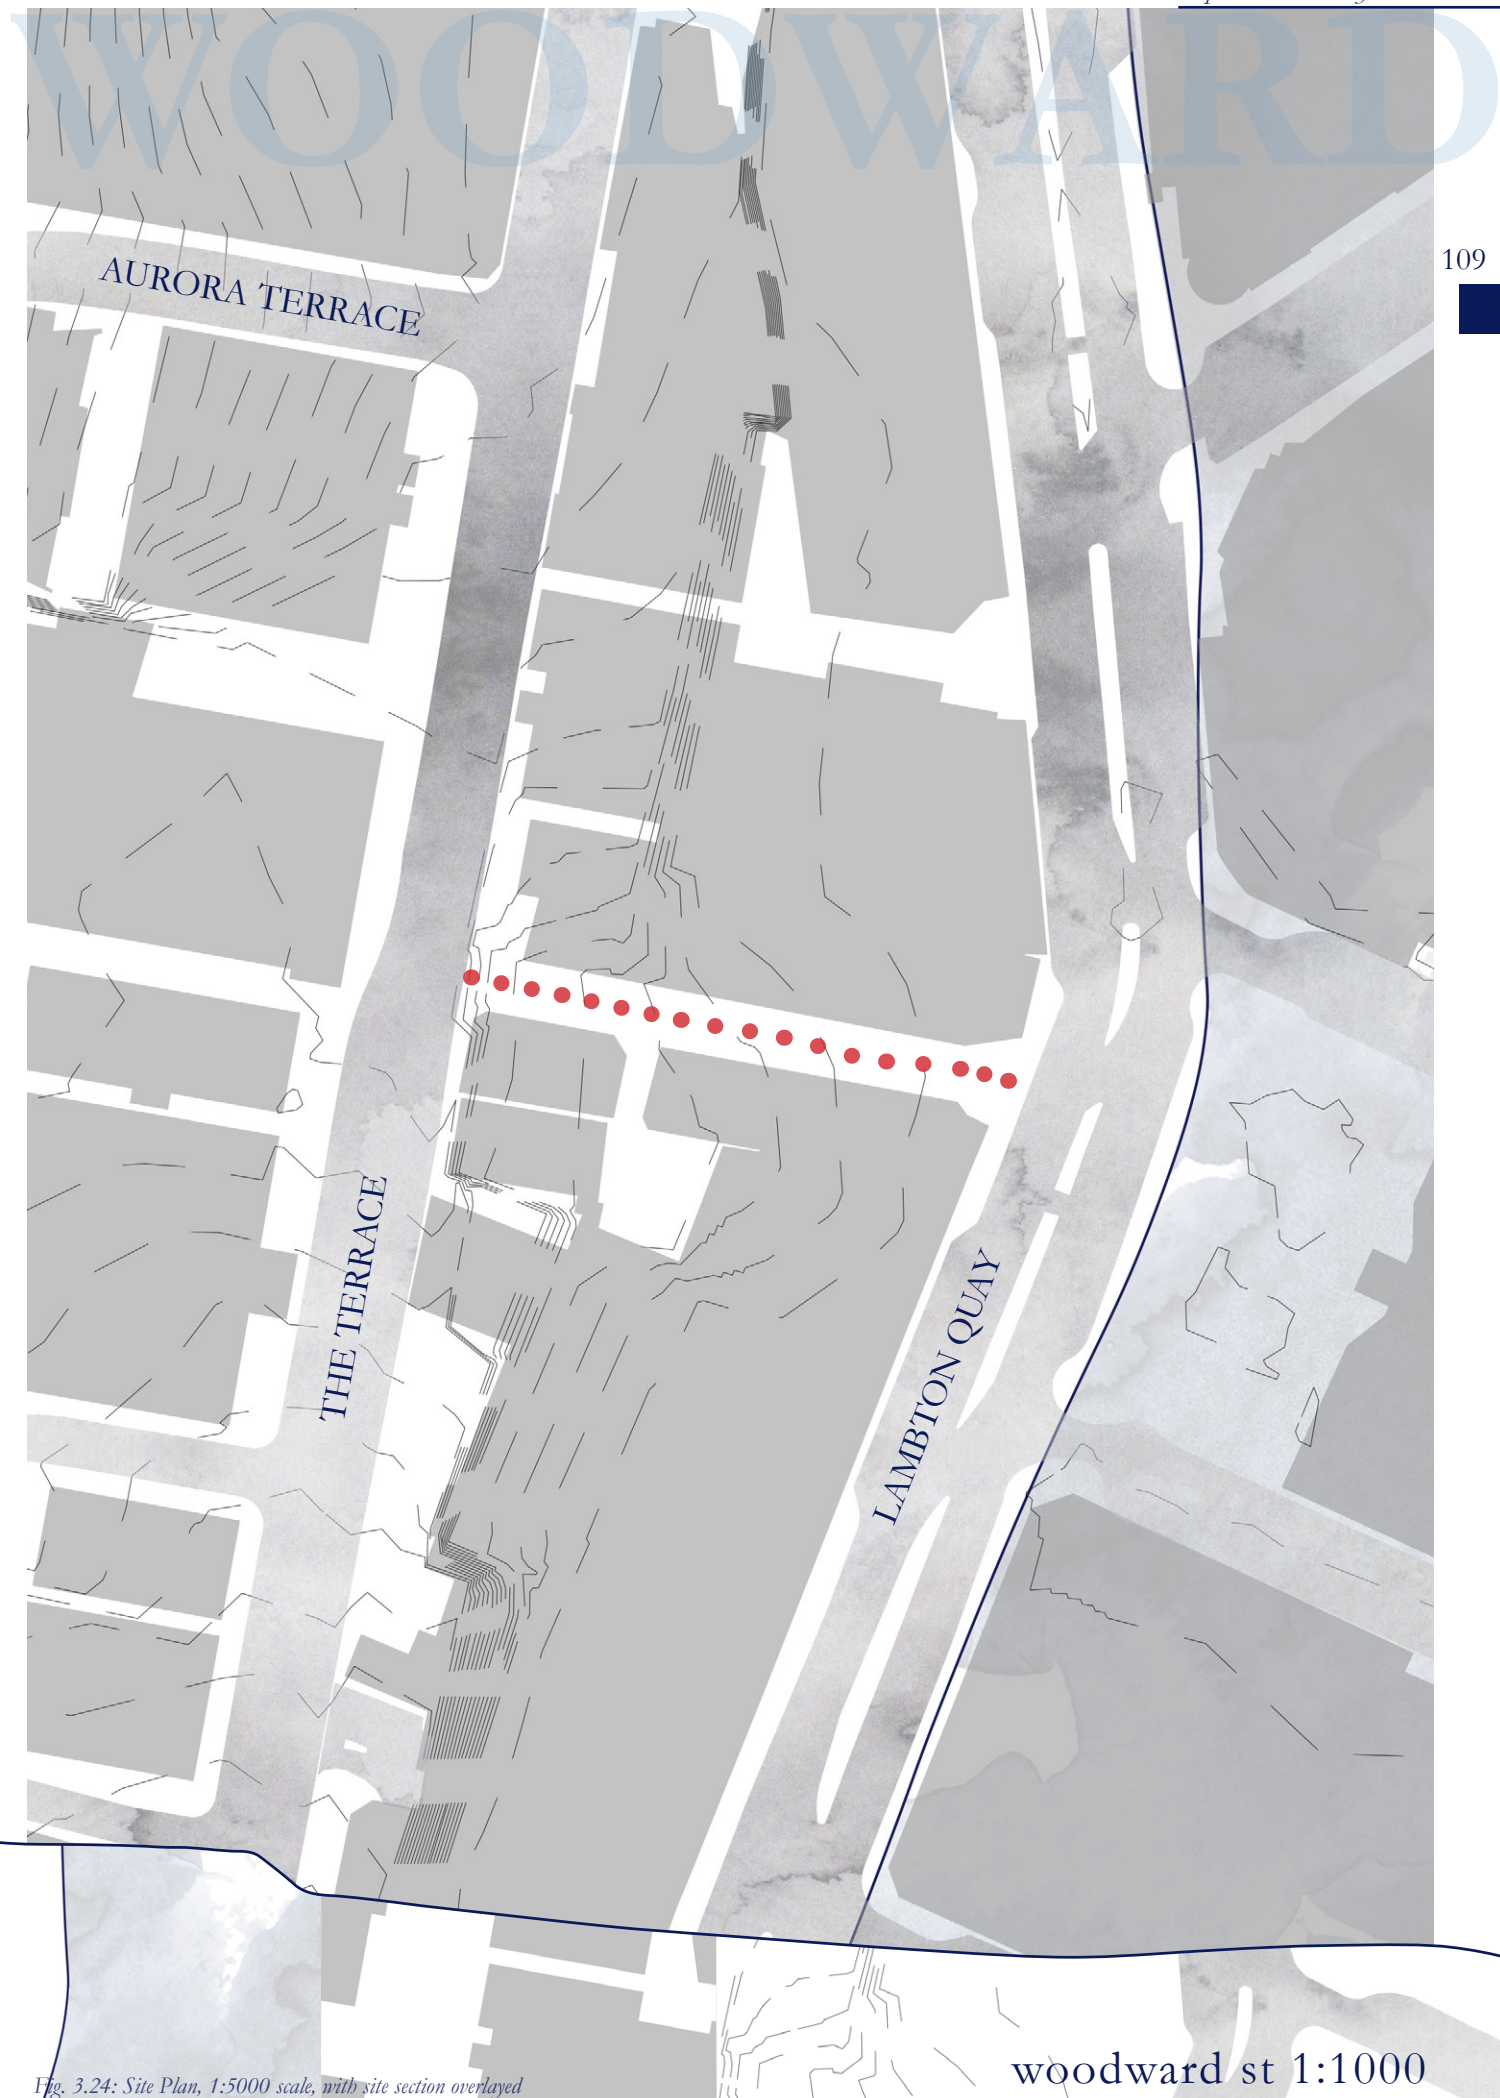 WOODWARD
109
AURORA TERRACE
THE TERRACE
LAMBTON QUAY
woodward st 1:1000
Fig. 3.24: Site Plan, 1:5000 scale, with site section overlayed